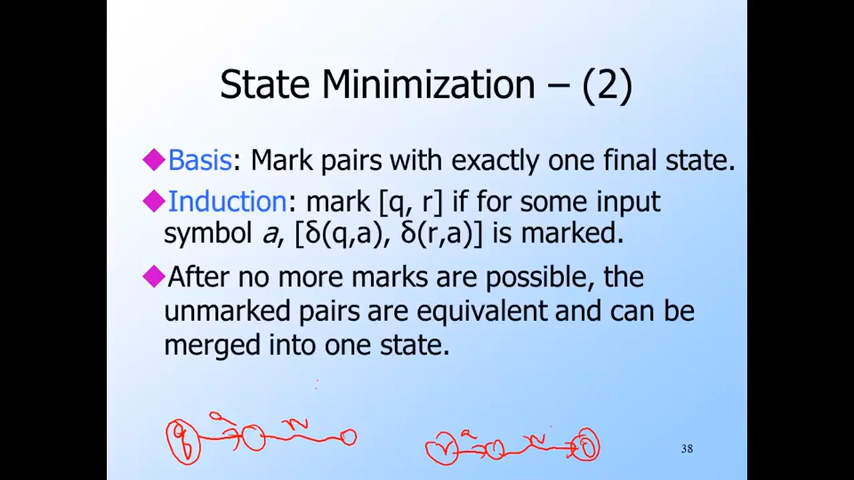 State Minimization – (2)
Basis: Mark pairs with exactly one final state.
Induction: mark [q, r] if for some input
symbol a, [δ(q,a), δ(r,a)] is marked.
After no more marks are possible, the
unmarked pairs are equivalent and can be
merged into one state.
q a w r a w
38